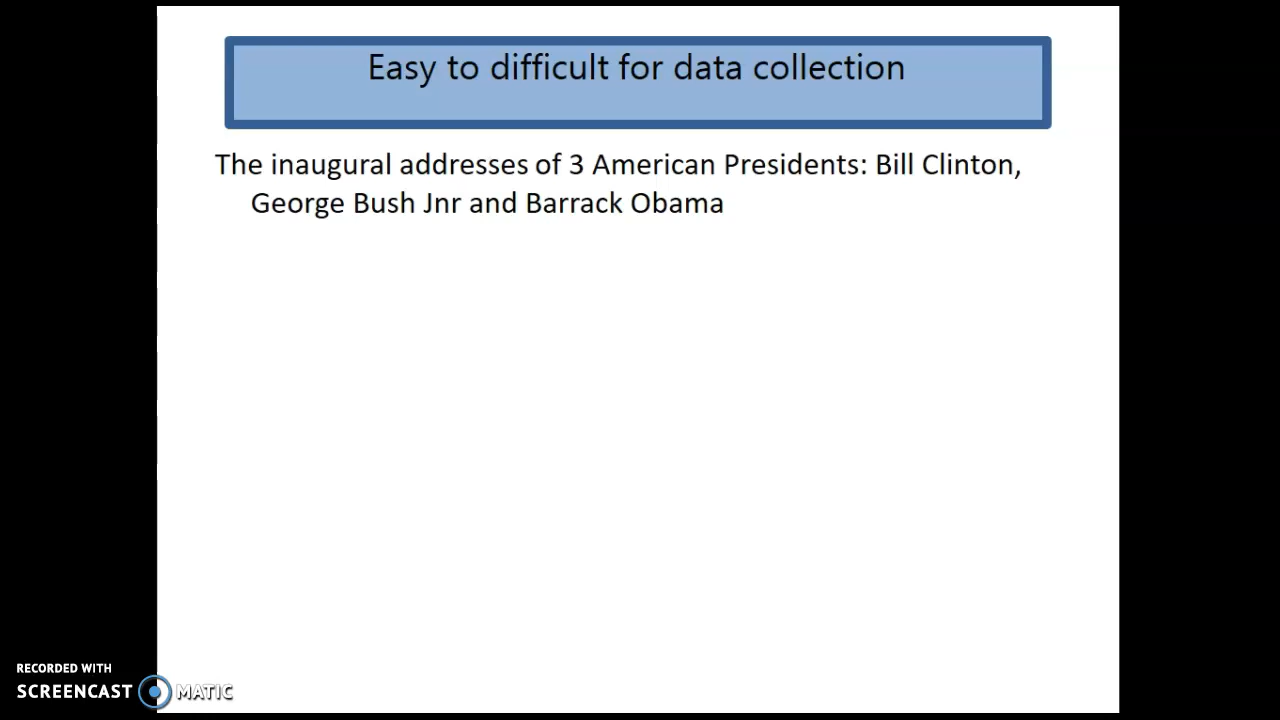 Easy to difficult for data collection
The inaugural addresses of 3 American Presidents: Bill Clinton,
George Bush Jnr and Barrack Obama
RECORDED WITH
SCREENCAST MATIC